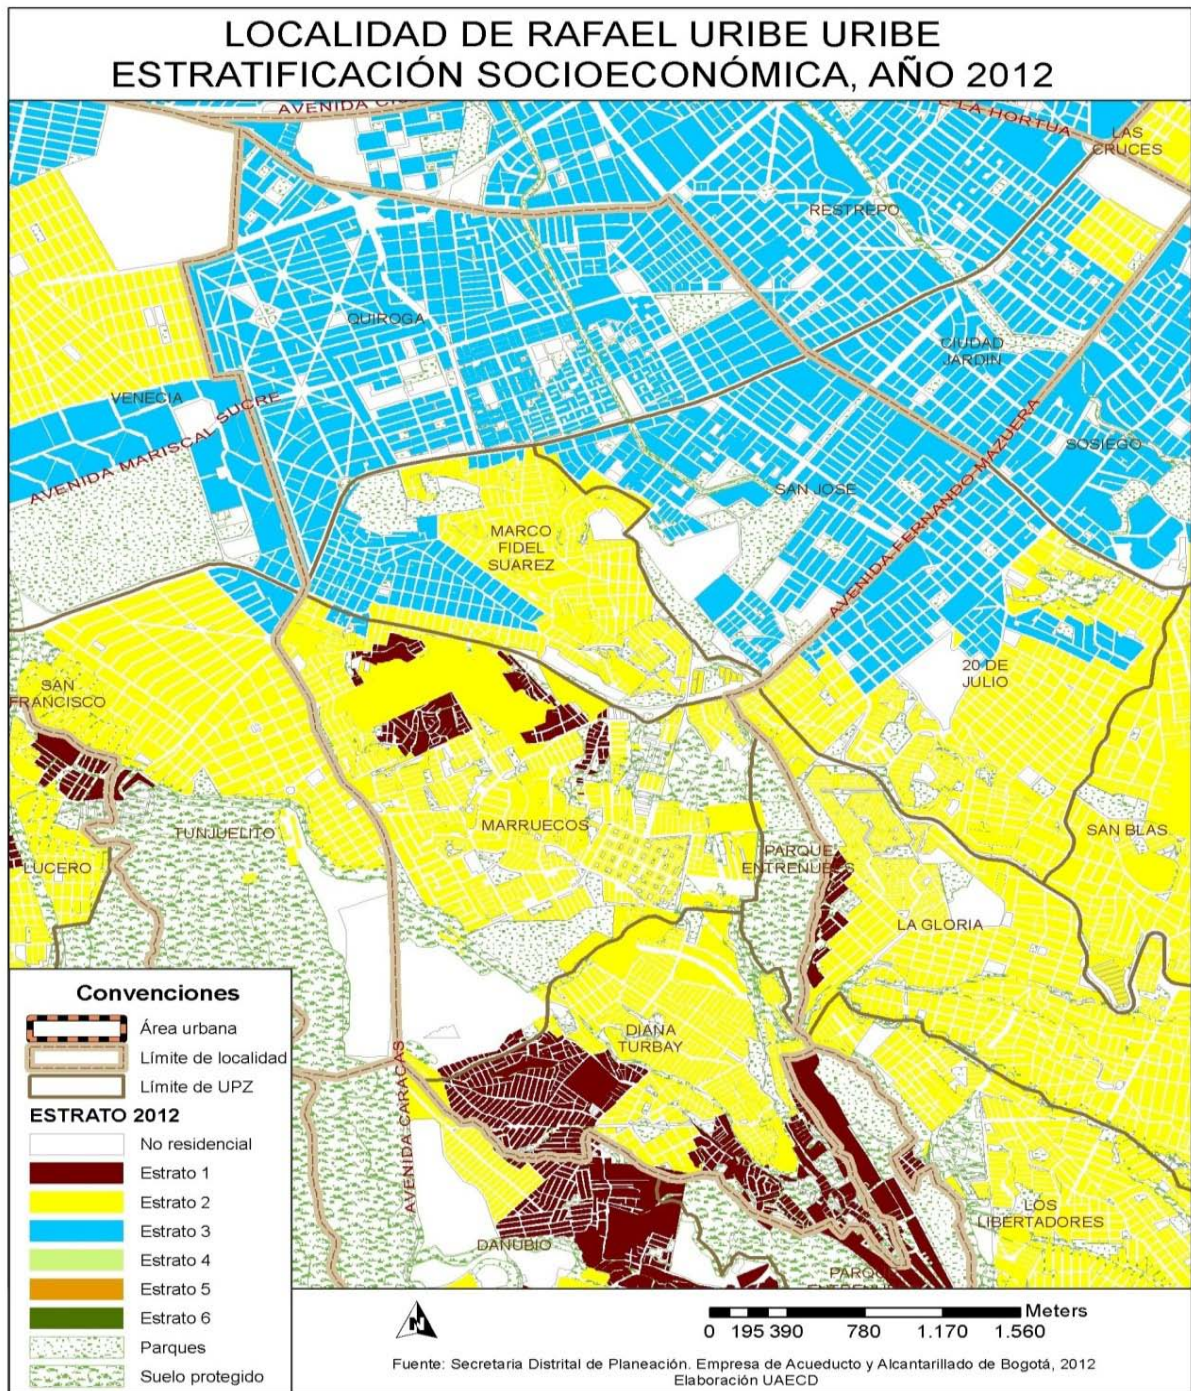 LOCALIDAD DE RAFAEL URIBE URIBE
ESTRATIFICACIÓN SOCIOECONÓMICA, AÑO 2012
AVENIDA
LA HORTUA
LAS
CRUCES
RESTREPO
QUIROGA
CIUDAD
JARDIN
VENECIA
AVENIDA MARISCAL SUCRE
SOSIEGO
AVENIDA FERNANDO MAZUERA
SAN JOSE
MARCO
FIDEL
SUAREZ
20 DE
JULIO
SAN
FRANCISCO
TUNJUELITO
MARRUECOS
SAN BLAS
LUCERO
PARQUE
ENTRENUBES
LA GLORIA
DIANA
TURBAY
AVENIDA CARACAS
LOS
LIBERTADORES
DANUBIO
Convenciones
Área urbana
Límite de localidad
Límite de UPZ
ESTRATO 2012
No residencial
Estrato 1
Estrato 2
Estrato 3
Estrato 4
Estrato 5
Estrato 6
Parques
Suelo protegido
N
Meters
0 195 390 780 1.170 1.560
Fuente: Secretaria Distrital de Planeación. Empresa de Acueducto y Alcantarillado de Bogotá, 2012
Elaboración UAECD